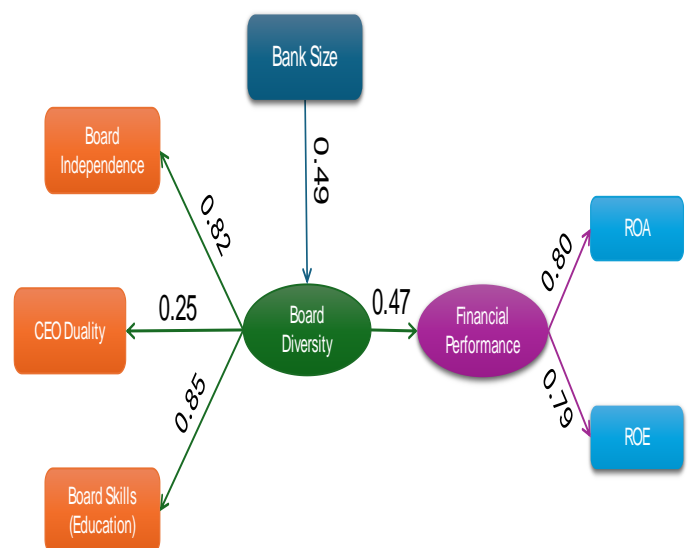 Bank Size
0.49
Board
Independence
0.82
CEO Duality
0.25
Board
Diversity
0.47
Financial
Performance
0.80
ROA
0.79
ROE
0.85
Board Skills
(Education)